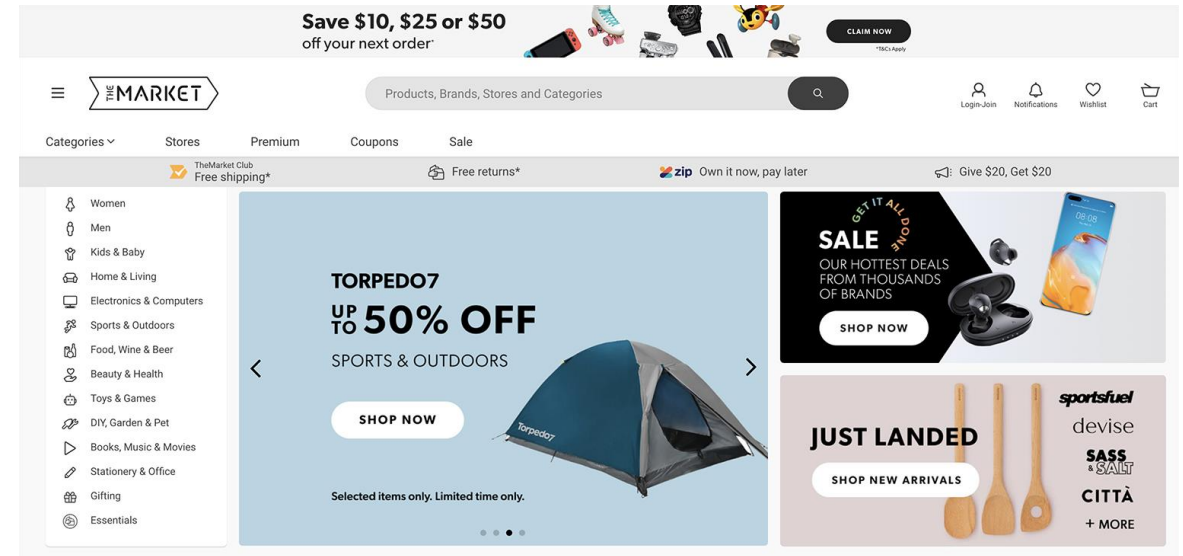 Save $10, $25 or $50
off your next order*
CLAIM NOW
*T&Cs Apply
THE MARKET
Products, Brands, Stores and Categories
Login-Join
Notifications
Wishlist
Cart
Categories
Stores
Premium
Coupons
Sale
TheMarket Club
Free shipping*
Free returns*
zip Own it now, pay later
Give $20, Get $20
Women
Men
Kids & Baby
Home & Living
Electronics & Computers
Sports & Outdoors
Food, Wine & Beer
Beauty & Health
Toys & Games
DIY, Garden & Pet
Books, Music & Movies
Stationery & Office
Gifting
Essentials
TORPEDO7
UP TO 50% OFF
SPORTS & OUTDOORS
SHOP NOW
Torpedo7
Selected items only. Limited time only.
GET IT ALL DONE
SALE
OUR HOTTEST DEALS
FROM THOUSANDS
OF BRANDS
SHOP NOW
08:08
JUST LANDED
SHOP NEW ARRIVALS
sportsfuel
devise
SASS
& SALT
CITTÀ
+ MORE